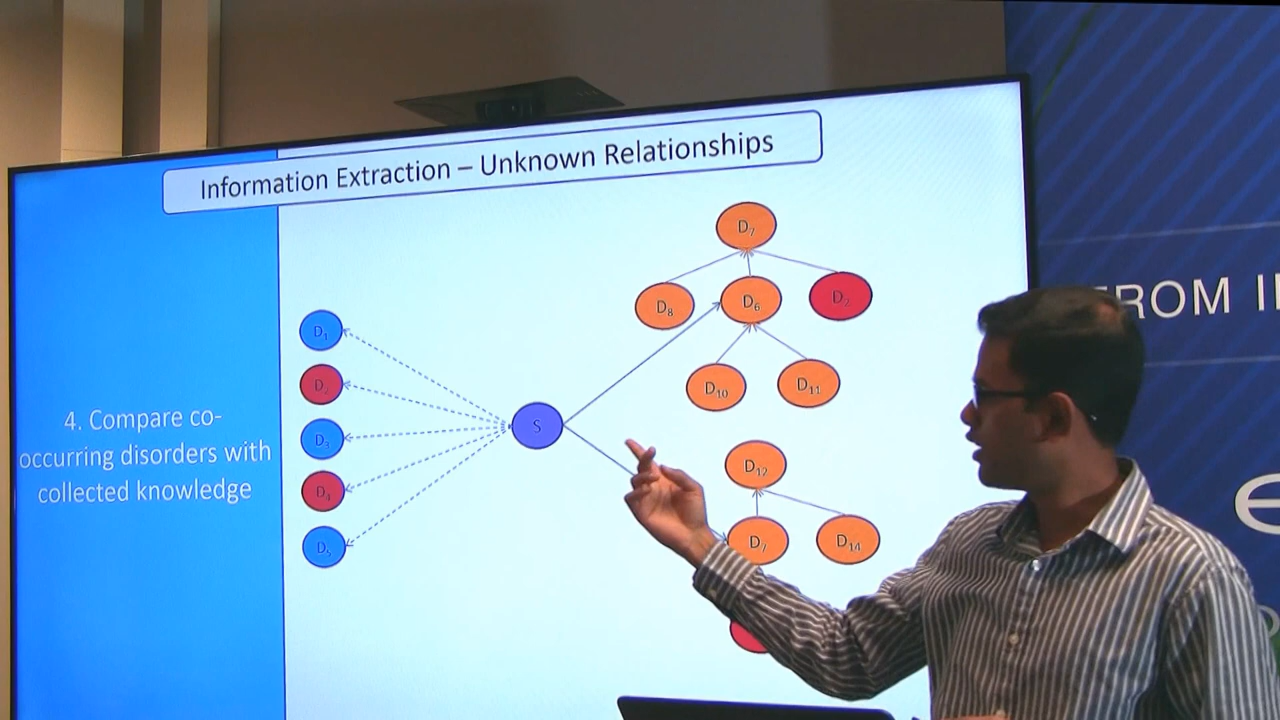 Information Extraction – Unknown Relationships
4. Compare co-
occurring disorders with
collected knowledge
D1
D2
D3
D4
D5
S
D7
D8
D6
D2
D10
D11
D12
D7
D14
FROM I